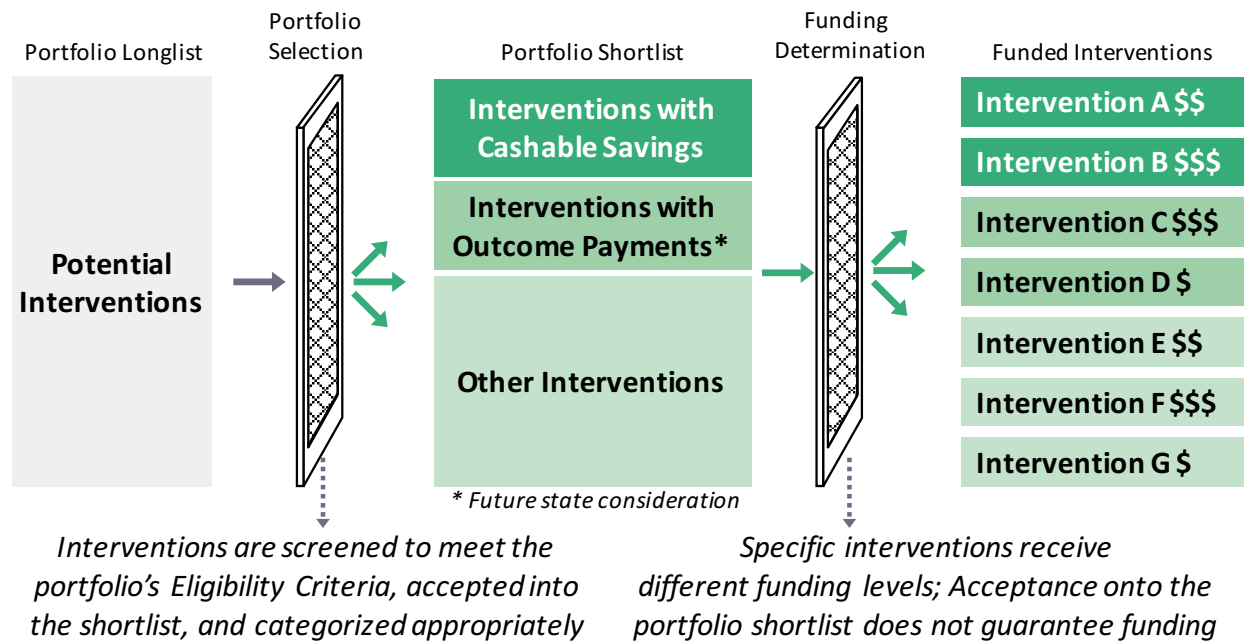 Portfolio Longlist
Potential
Interventions
Portfolio
Selection
Portfolio Shortlist
Interventions with
Cashable Savings
Interventions with
Outcome Payments*
Other Interventions
* Future state consideration
Funding
Determination
Funded Interventions
Intervention A $$
Intervention B $$$
Intervention C $$$
Intervention D $
Intervention E $$
Intervention F $$$
Intervention G $
Interventions are screened to meet the
portfolio's Eligibility Criteria, accepted into
the shortlist, and categorized appropriately
Specific interventions receive
different funding levels; Acceptance onto the
portfolio shortlist does not guarantee funding